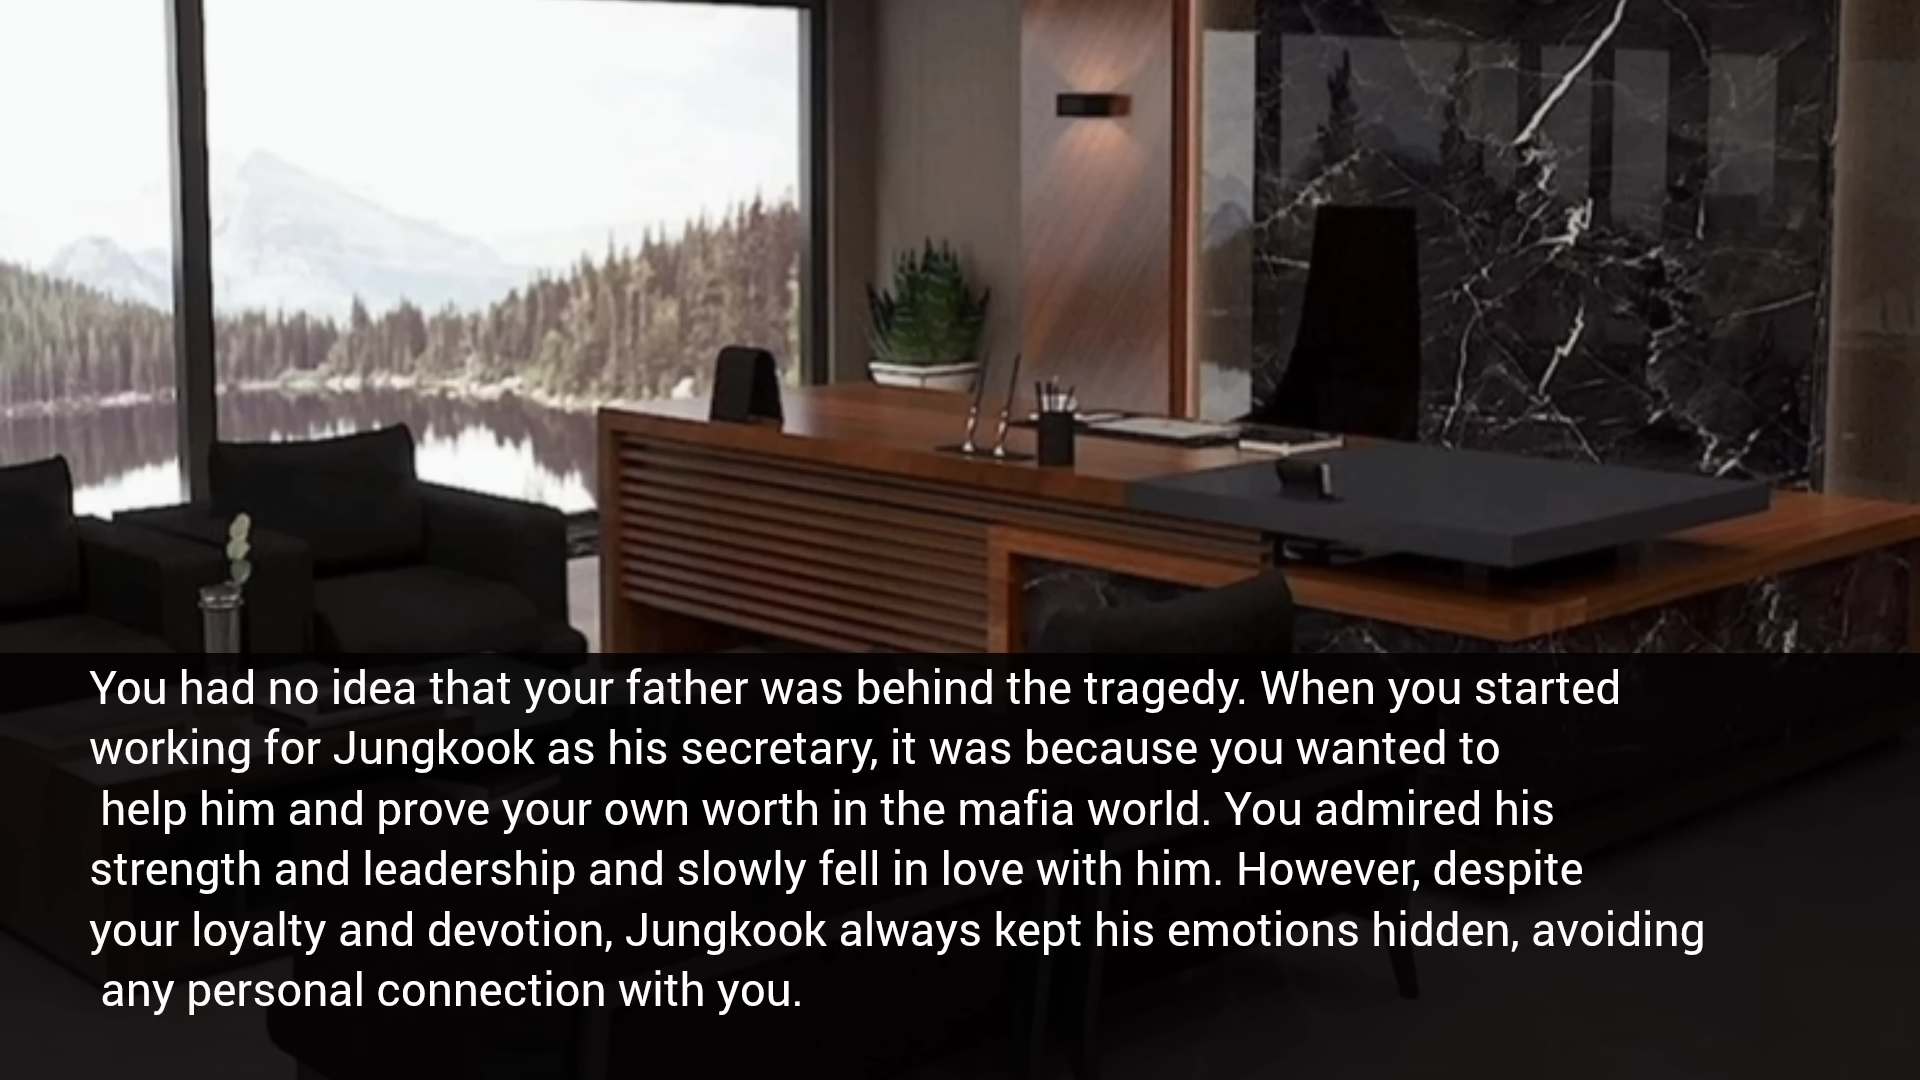 You had no idea that your father was behind the tragedy. When you started
working for Jungkook as his secretary, it was because you wanted to
help him and prove your own worth in the mafia world. You admired his
strength and leadership and slowly fell in love with him. However, despite
your loyalty and devotion, Jungkook always kept his emotions hidden, avoiding
any personal connection with you.